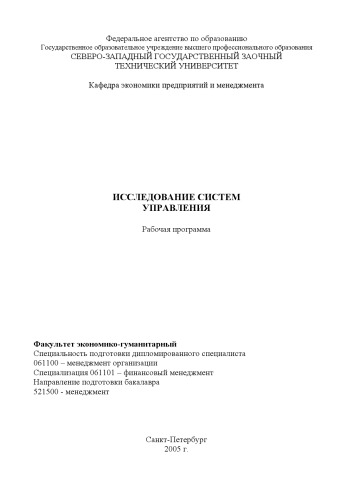 Федеральное агентство по образованию
Государственное образовательное учреждение высшего профессионального образования
СЕВЕРО-ЗАПАДНЫЙ ГОСУДАРСТВЕННЫЙ ЗАОЧНЫЙ
ТЕХНИЧЕСКИЙ УНИВЕРСИТЕТ
Кафедра экономики предприятий и менеджмента
ИССЛЕДОВАНИЕ СИСТЕМ
УПРАВЛЕНИЯ
Рабочая программа
Факультет экономико-гуманитарный
Специальность подготовки дипломированного специалиста
061100 – менеджмент организации
Специализация 061101 – финансовый менеджмент
Направление подготовки бакалавра
521500 - менеджмент
Санкт-Петербург
2005 г.